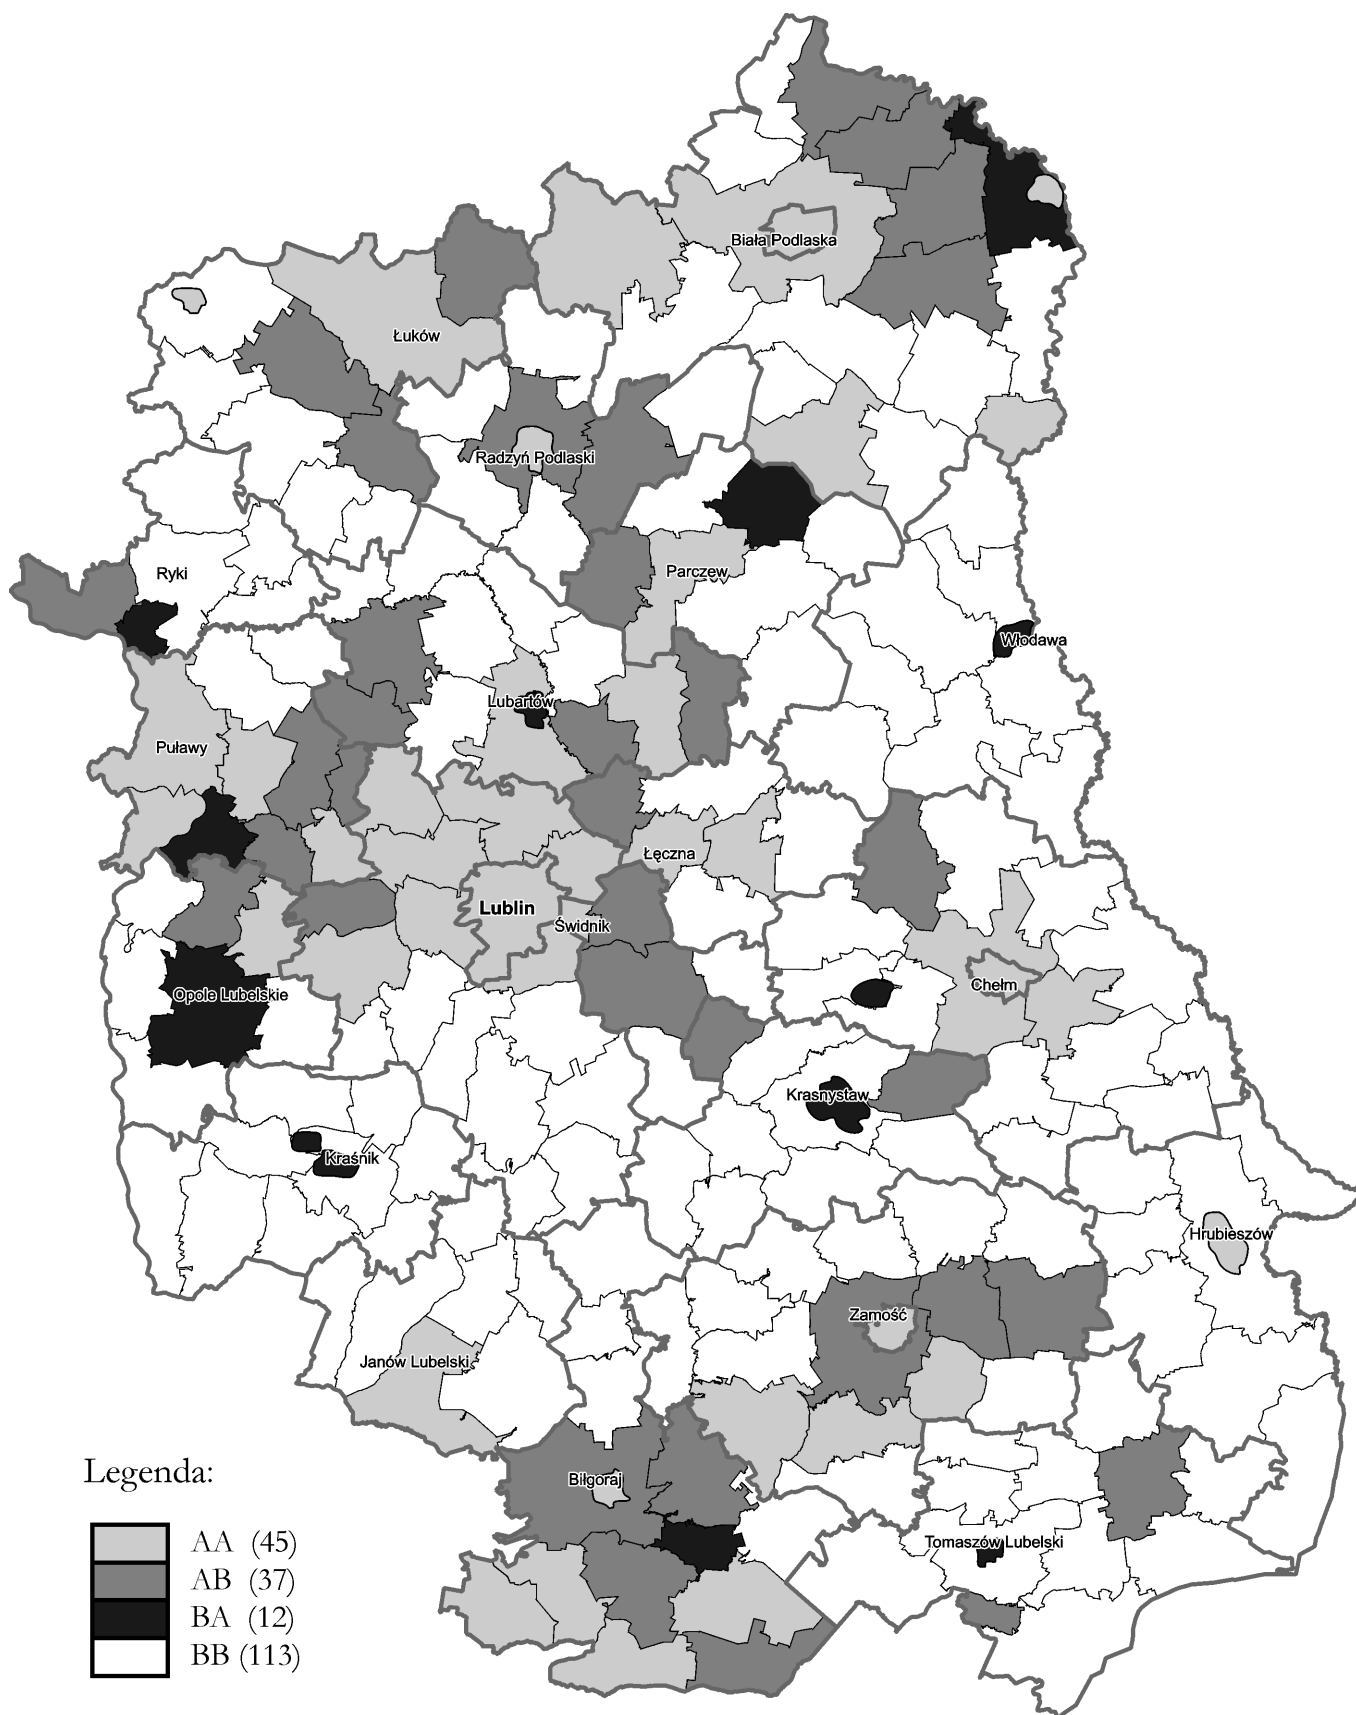 Biała Podlaska
Łuków
Radzyń Podlaski
Ryki
Parczew
Włodawa
Lubartów
Puławy
Łęczna
Lublin
Świdnik
Opole Lubelskie
Chełm
Krasnystaw
Kraśnik
Hrubieszów
Zamość
Janów Lubelski
Biłgoraj
Tomaszów Lubelski
Legenda:
AA (45)
AB (37)
BA (12)
BB (113)